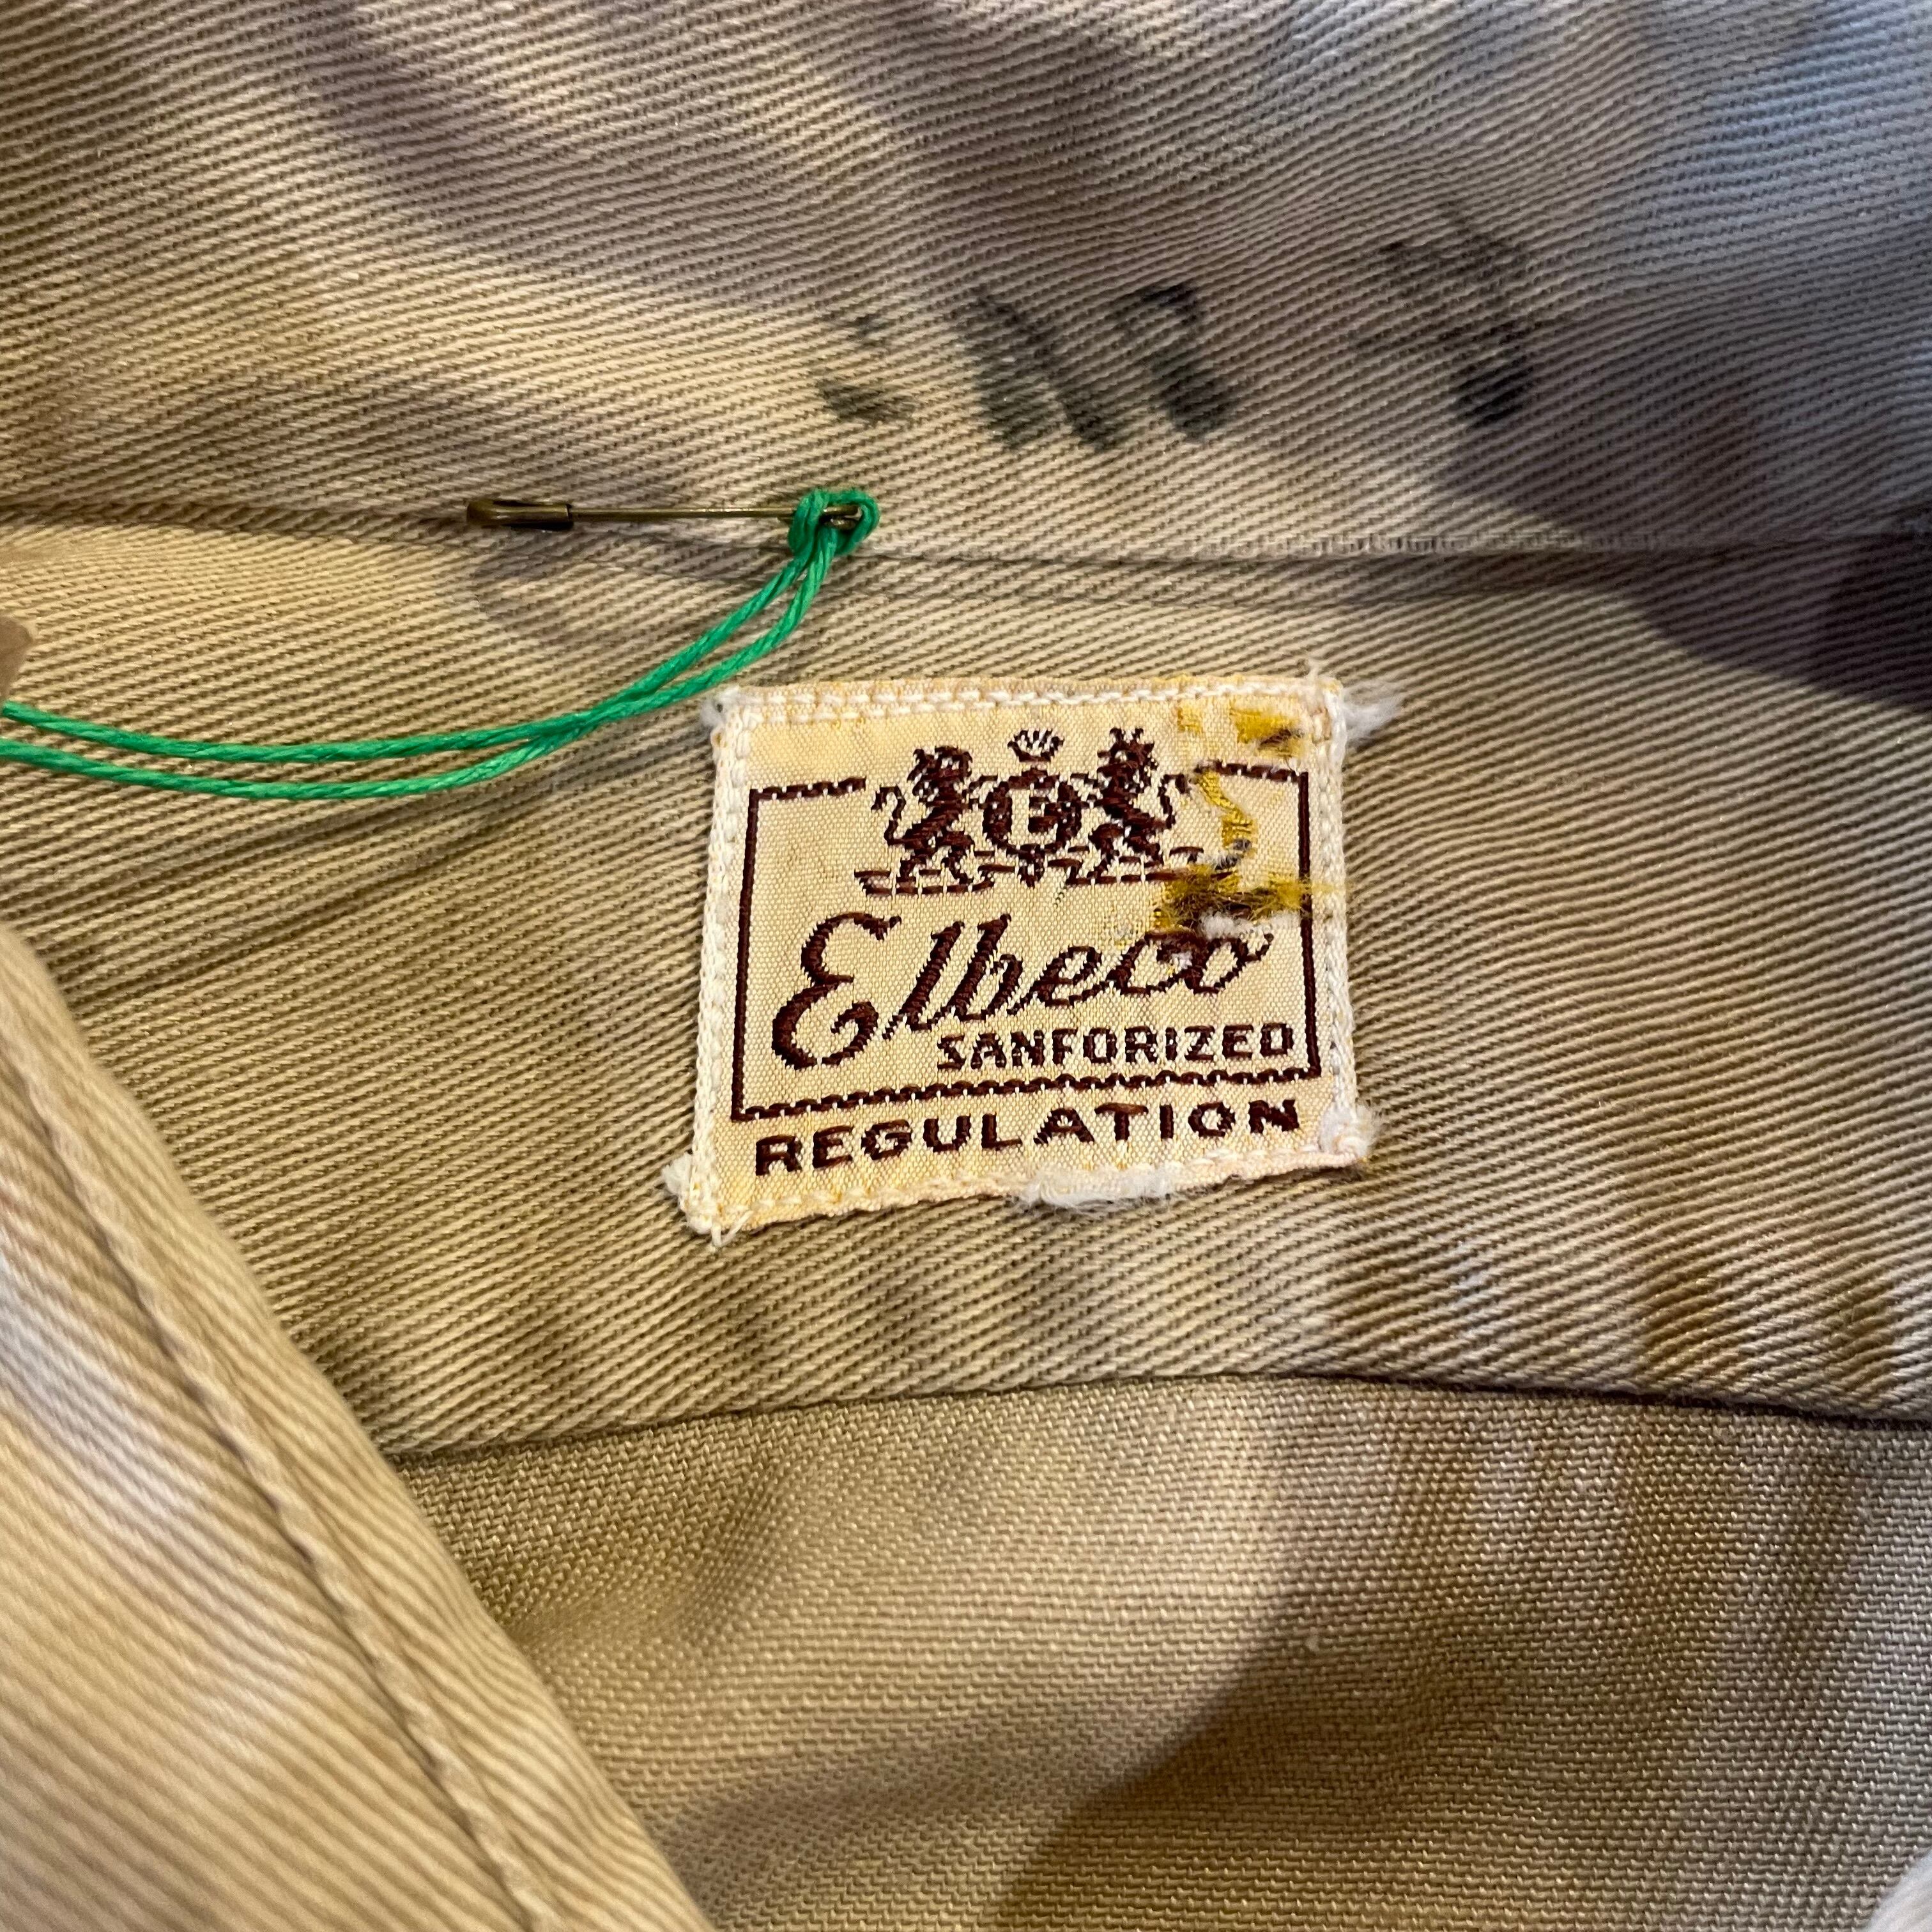 E
Elbeco
SANFORIZED
REGULATION